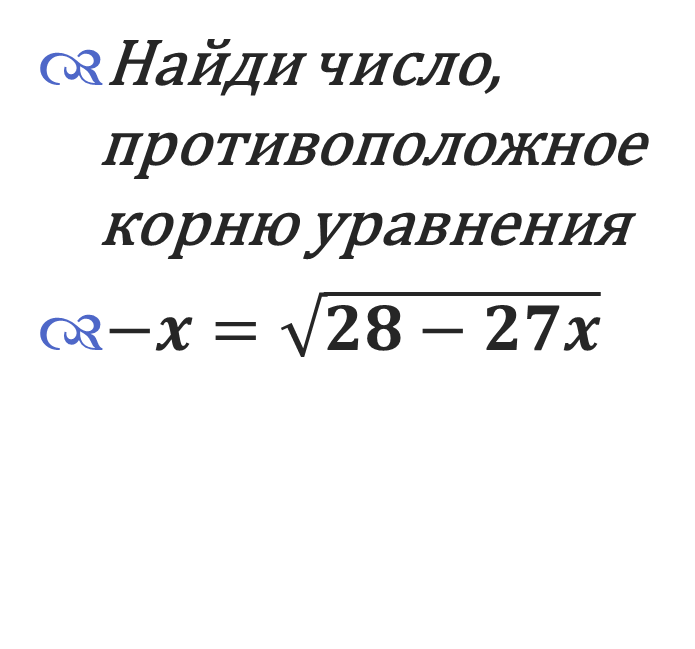 Найди число,
противоположное
корню уравнения
−x = √28 − 27x